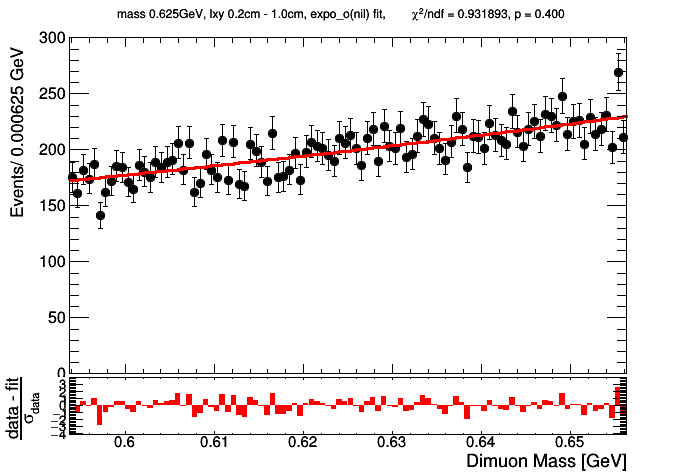 mass 0.625GeV, lxy 0.2cm - 1.0cm, expo_o(nil) fit, χ²/ndf = 0.931893, p = 0.400
Events/ 0.000625 GeV
300
250
200
150
100
50
0
data - fit
σdata
3
2
1
0
−1
−2
−3
−4
0.6 0.61 0.62 0.63 0.64 0.65
Dimuon Mass [GeV]